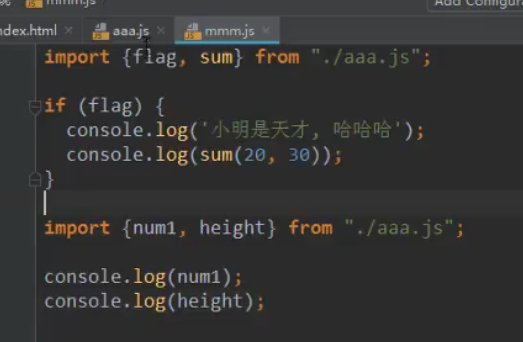 mmm.js
Add Configura
ndex.html
aaa.js
mmm.js
import {flag, sum} from "./aaa.js";
if (flag) {
console.log('小明是天才, 哈哈哈');
console.log(sum(20, 30));
}
import {num1, height} from "./aaa.js";
console.log(num1);
console.log(height);